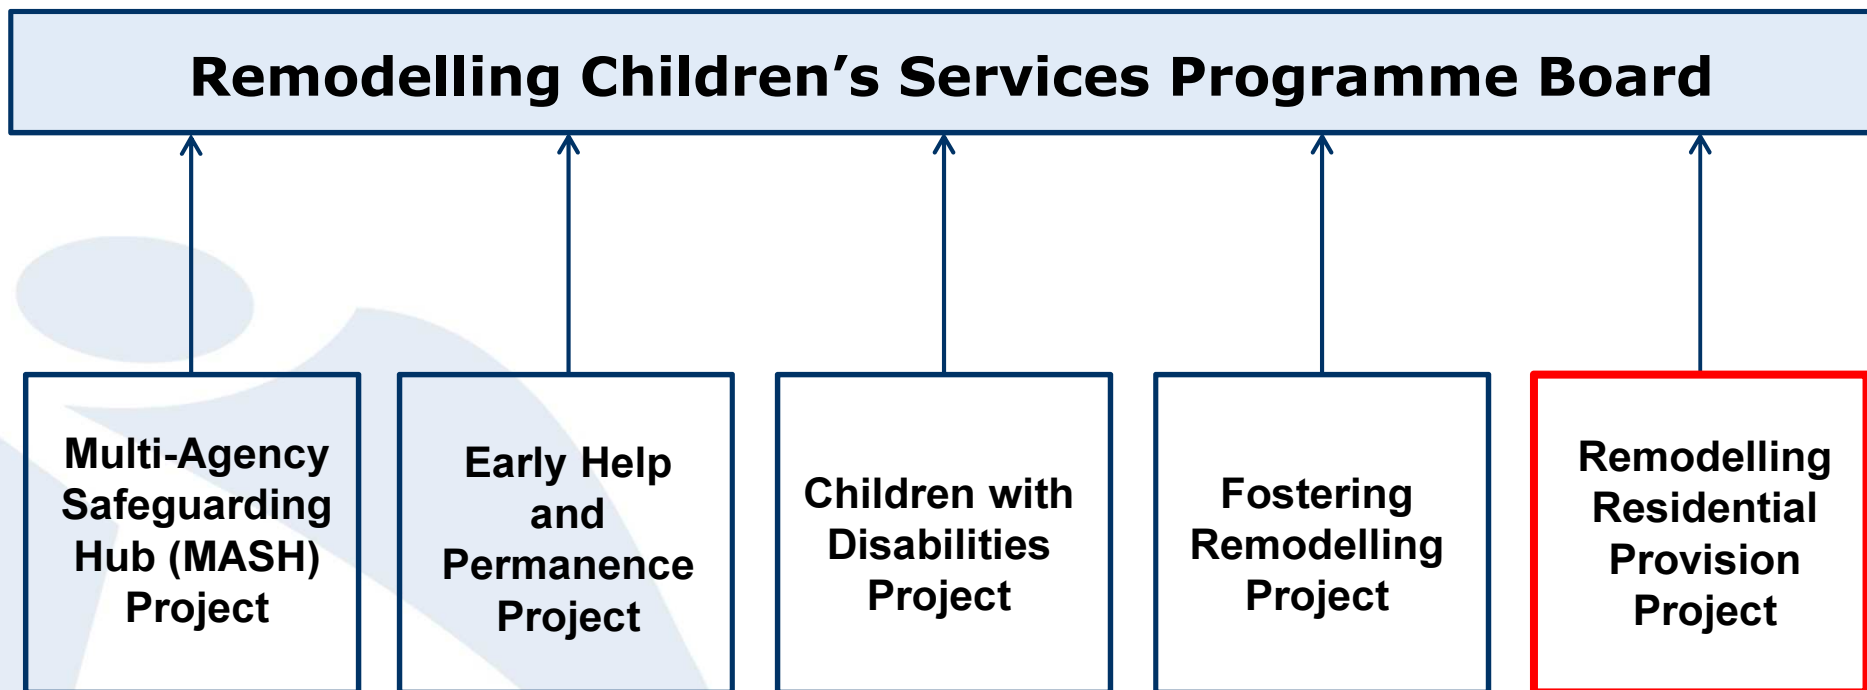 Remodelling Children’s Services Programme Board
Multi-Agency
Safeguarding
Hub (MASH)
Project
Early Help
and
Permanence
Project
Children with
Disabilities
Project
Fostering
Remodelling
Project
Remodelling
Residential
Provision
Project